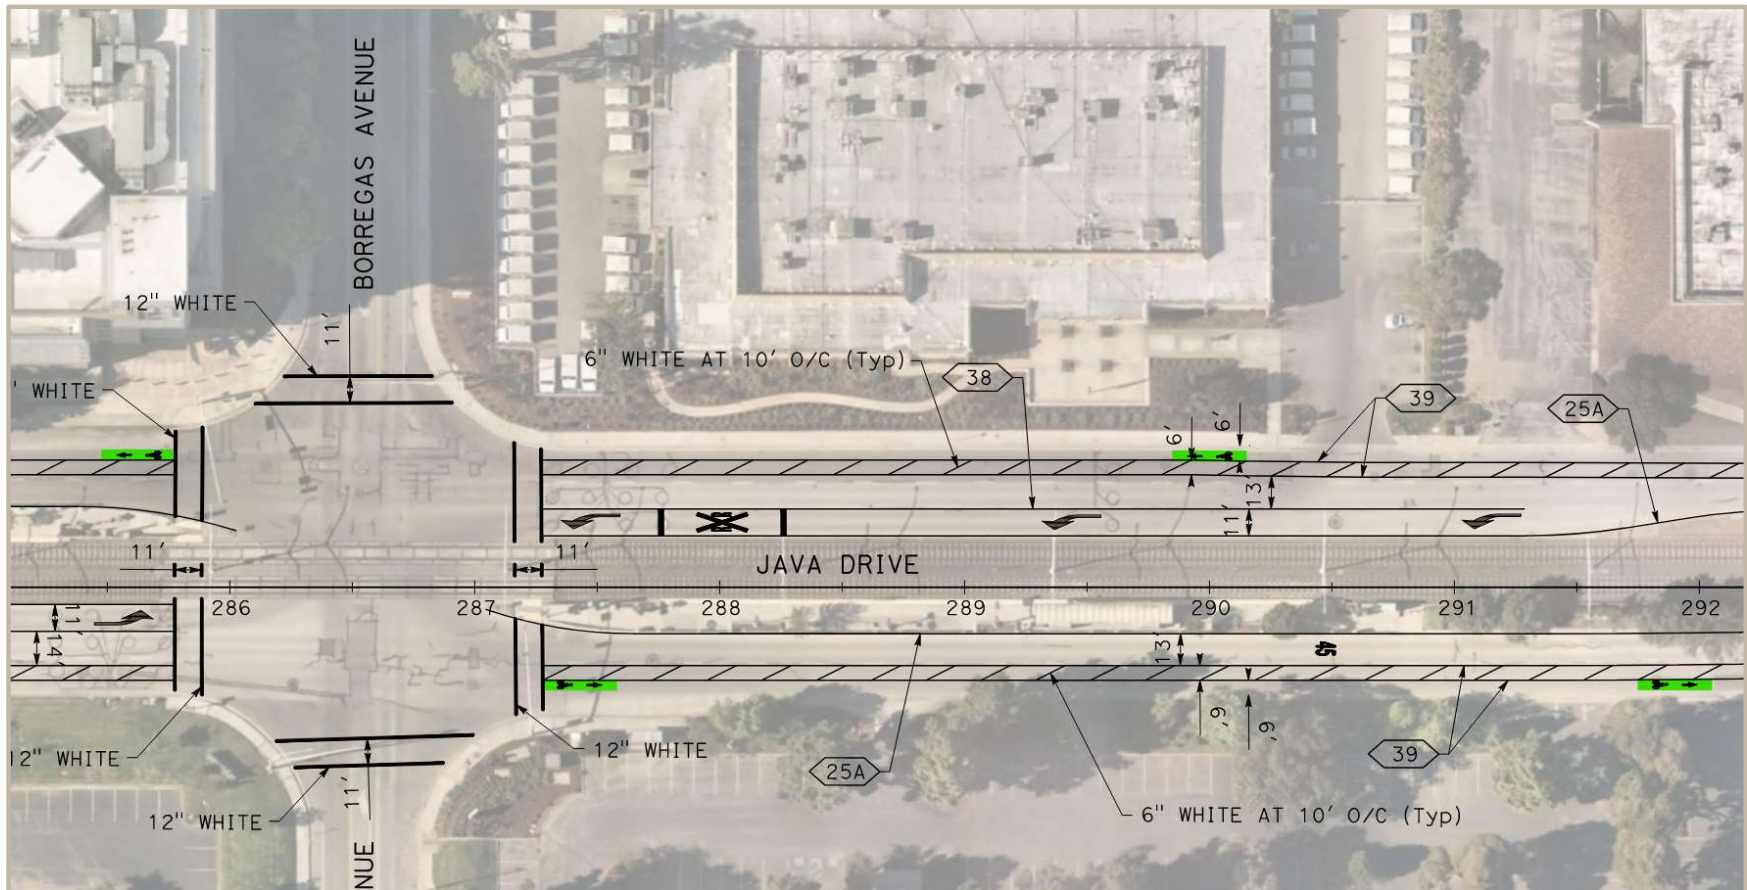 BORREGAS AVENUE
12" WHITE
11'
6" WHITE AT 10' O/C (Typ)
38
39
25A
' WHITE
6'
6'
13'
11'
11'
11'
JAVA DRIVE
286
287
288
289
290
291
292
11'
14'
13'
45
6'
6'
12" WHITE
12" WHITE
25A
39
11'
12" WHITE
6" WHITE AT 10' O/C (Typ)
NUE